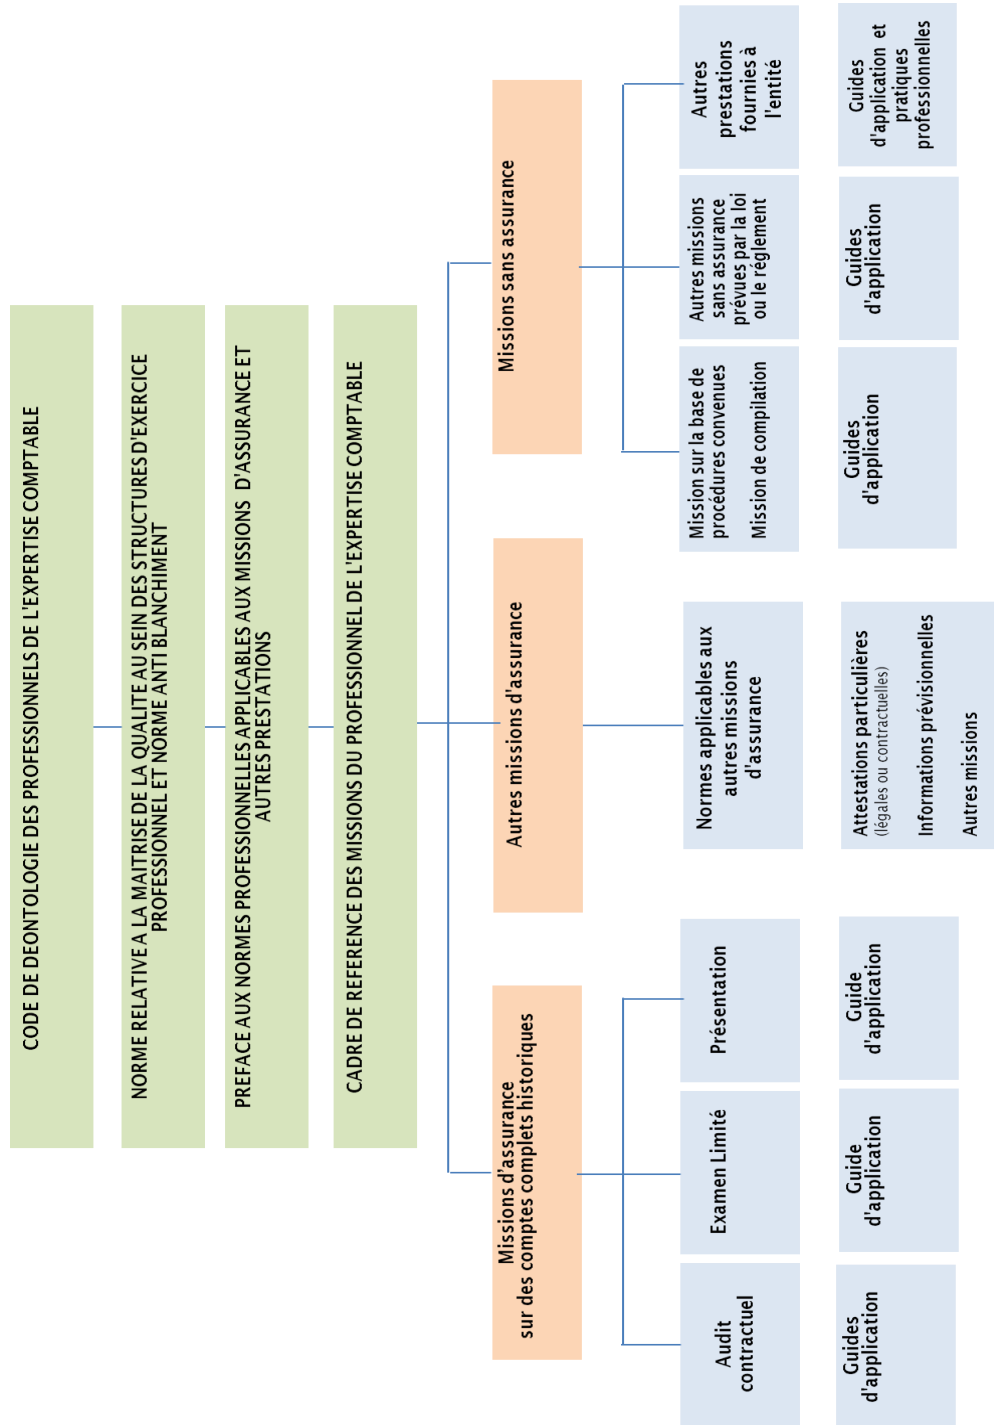 CODE DE DEONTOLOGIE DES PROFESSIONNELS DE L'EXPERTISE COMPTABLE
NORME RELATIVE A LA MAITRISE DE LA QUALITE AU SEIN DES STRUCTURES D'EXERCICE
PROFESSIONNEL ET NORME ANTI BLANCHIMENT
PREFACE AUX NORMES PROFESSIONNELLES APPLICABLES AUX MISSIONS D'ASSURANCE ET
AUTRES PRESTATIONS
CADRE DE REFERENCE DES MISSIONS DU PROFESSIONNEL DE L'EXPERTISE COMPTABLE
Missions d'assurance
sur des comptes complets historiques
Autres missions d'assurance
Missions sans assurance
Audit
contractuel
Examen Limité
Présentation
Normes applicables aux
autres missions
d'assurance
Mission sur la base de
procédures convenues
Mission de compilation
Autres missions
sans assurance
prévues par la loi
ou le réglement
Autres
prestations
fournies à
l'entité
Guides
d'application
Guide
d'application
Guide
d'application
Attestations particulières
(légales ou contractuelles)
Informations prévisionnelles
Autres missions
Guides
d'application
Guides
d'application
Guides
d'application et
pratiques
professionnelles